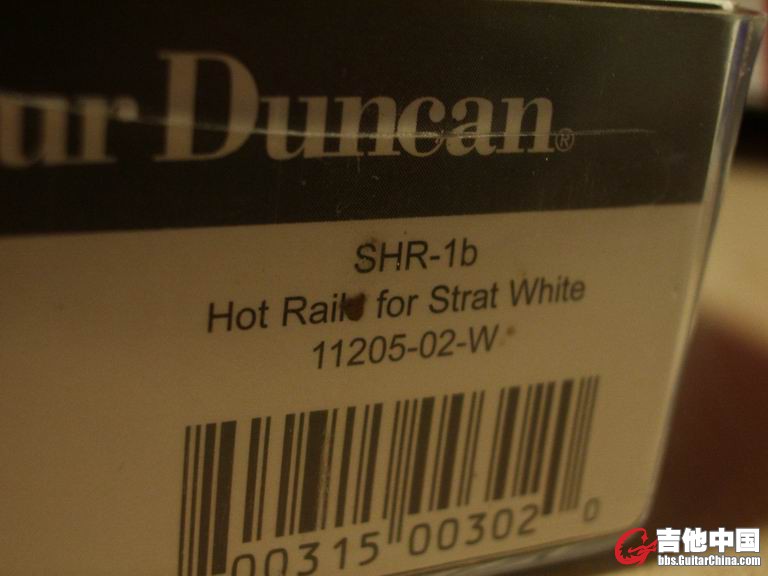 ur Duncan®
SHR-1b
Hot Rails for Strat White
11205-02-W
00315 00302 0
吉他中国
bbs.GuitarChina.com